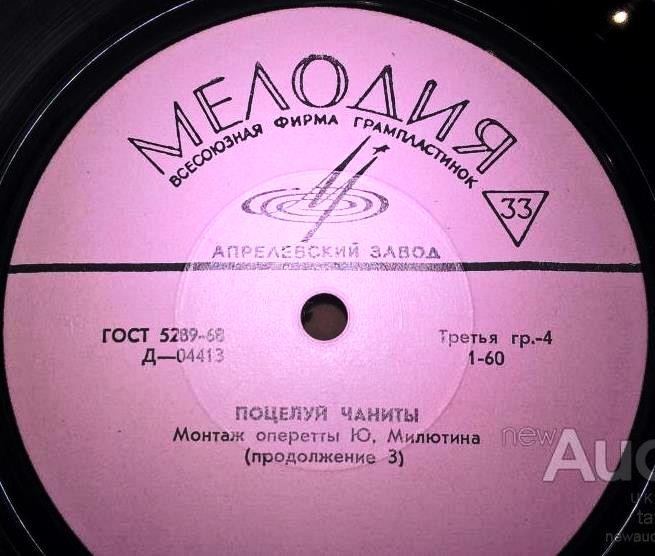 МЕЛОДИЯ
ВСЕСОЮЗНАЯ ФИРМА ГРАМПЛАСТИНОК
33
АПРЕЛЕВСКИЙ ЗАВОД
ГОСТ 5289-68
Третья гр.-4
Д—04413
1-60
ПОЦЕЛУЙ ЧАНИТЫ
Монтаж оперетты Ю. Милютина
(продолжение 3)
new